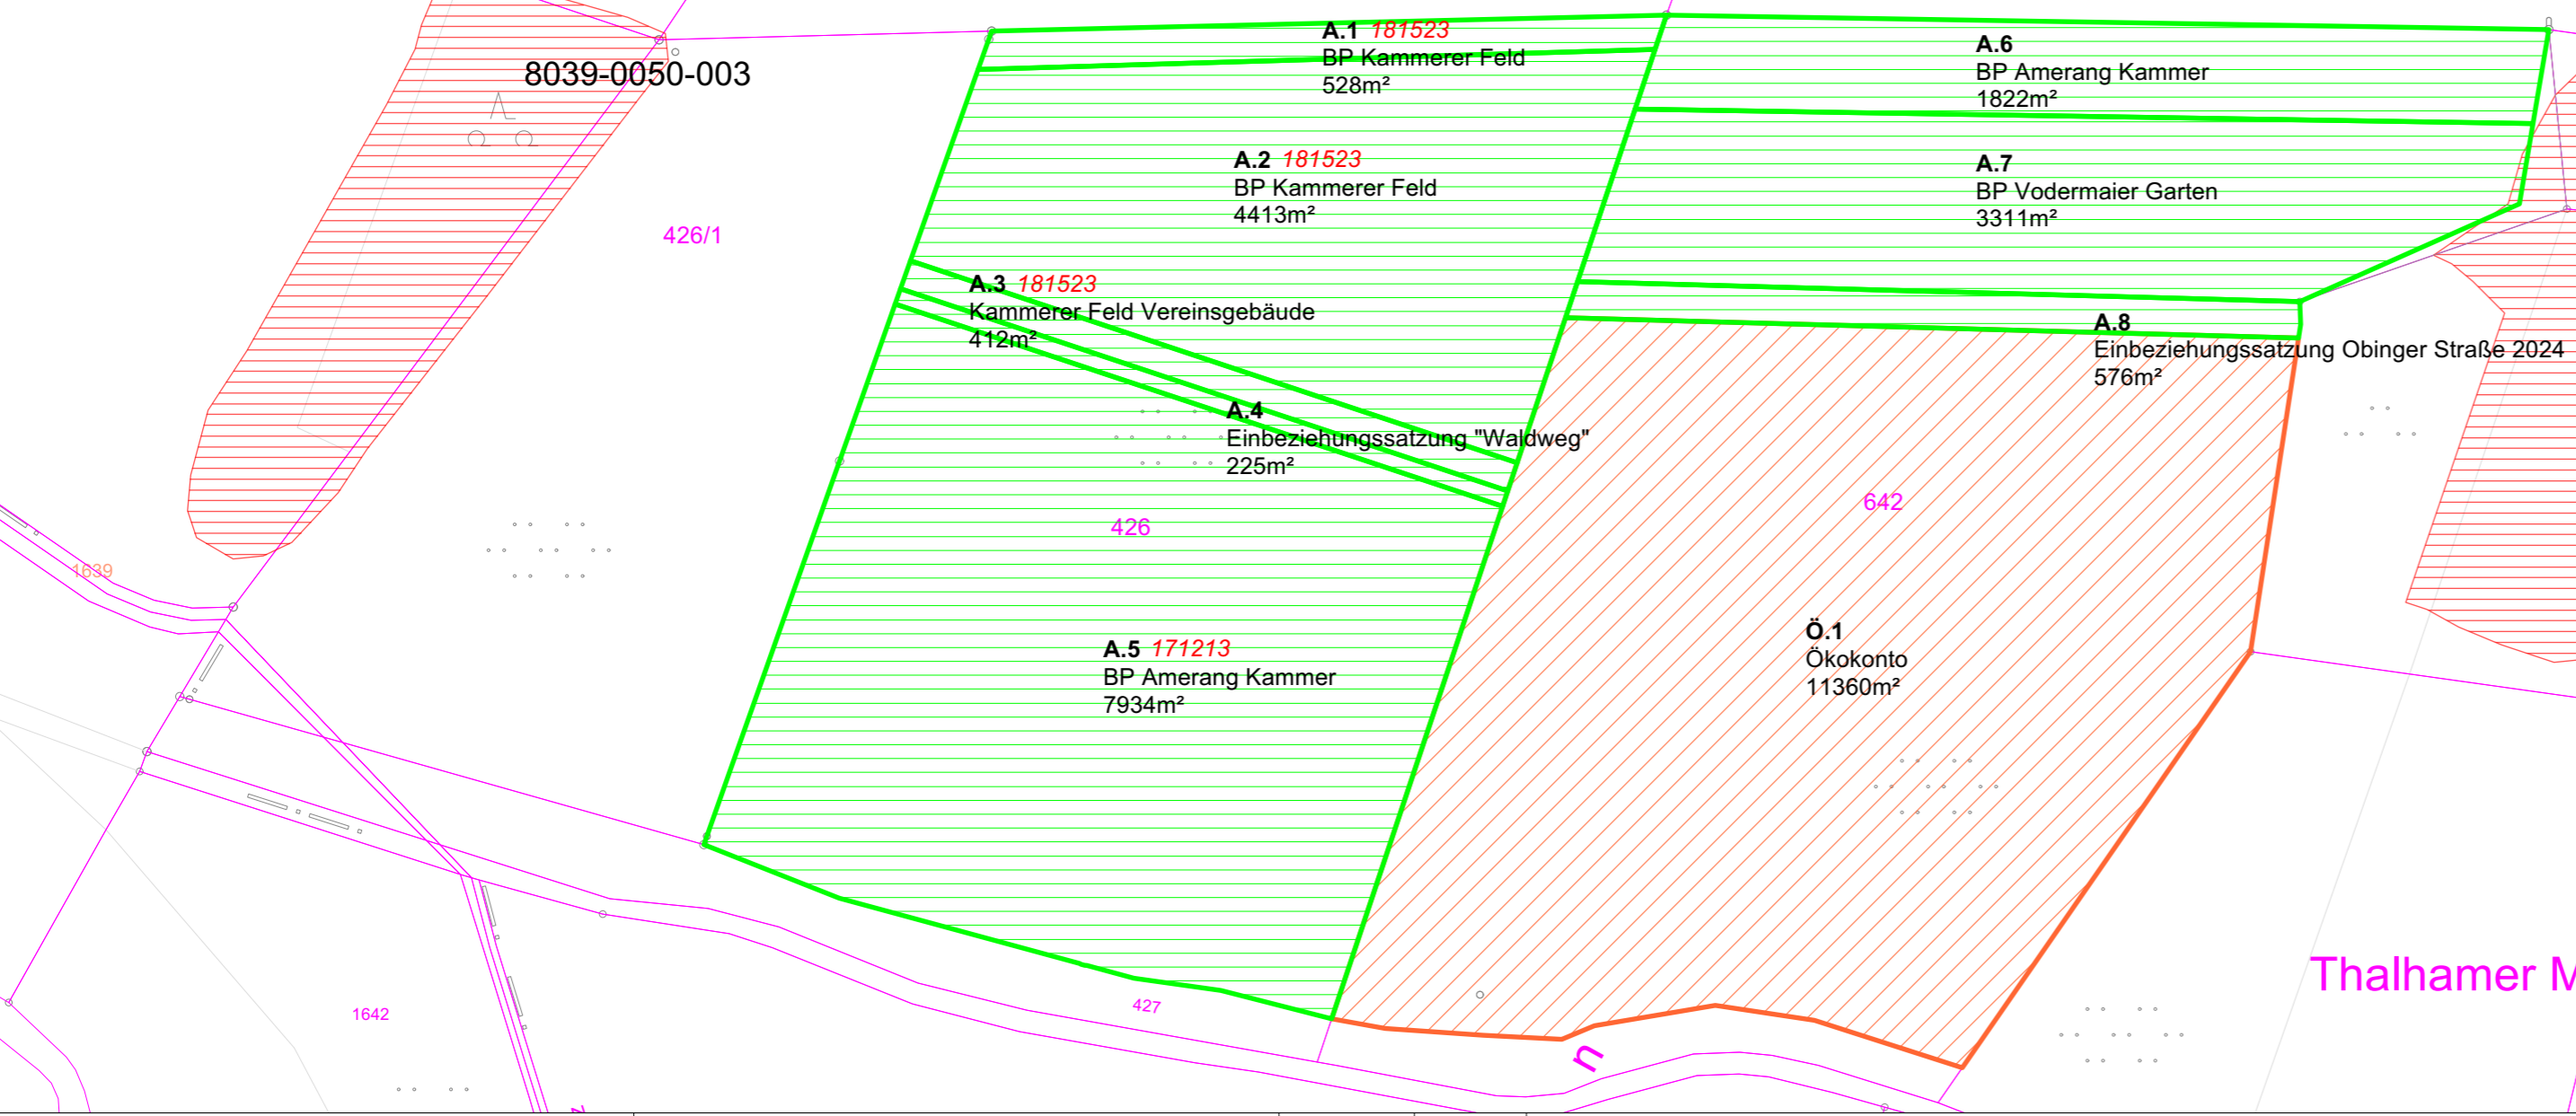 8039-0050-003
A.1 181523
BP Kammerer Feld
528m²
A.6
BP Amerang Kammer
1822m²
A.2 181523
BP Kammerer Feld
4413m²
A.7
BP Vodermaier Garten
3311m²
426/1
A.3 181523
Kammerer Feld Vereinsgebäude
412m²
A.8
Einbeziehungssatzung Obinger Straße 2024
576m²
A.4
Einbeziehungssatzung "Waldweg"
225m²
642
426
1639
A.5 171213
BP Amerang Kammer
7934m²
Ö.1
Ökokonto
11360m²
Thalhamer M
427
1642
n